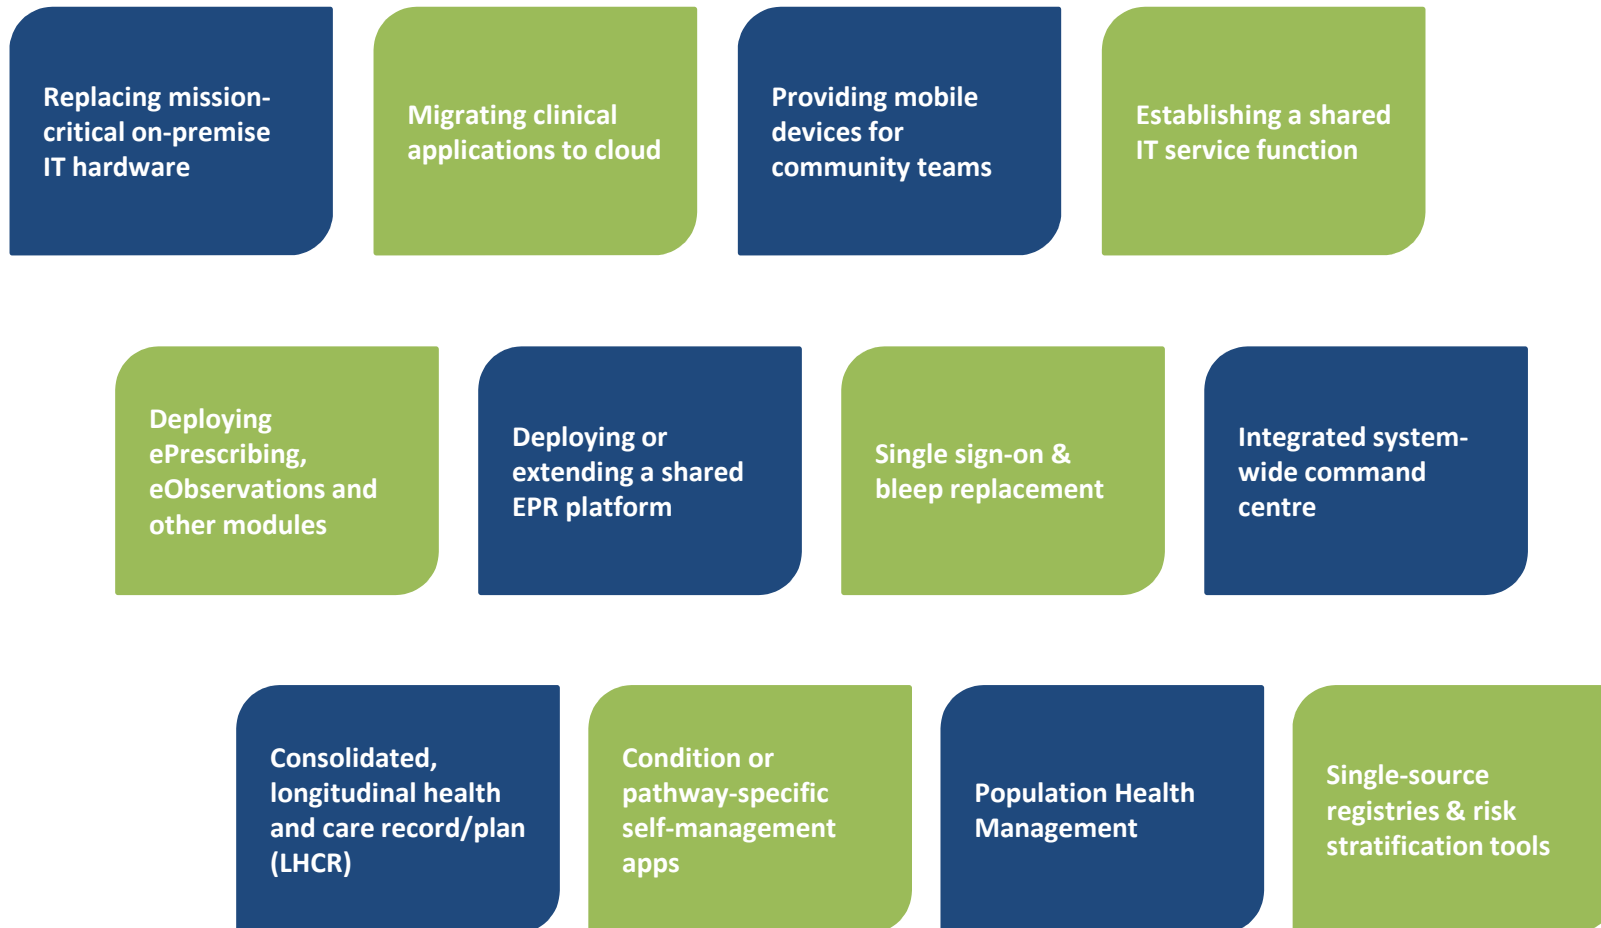 Replacing mission-
critical on-premise
IT hardware
Migrating clinical
applications to cloud
Providing mobile
devices for
community teams
Establishing a shared
IT service function
Deploying
ePrescribing,
eObservations and
other modules
Deploying or
extending a shared
EPR platform
Single sign-on &
bleep replacement
Integrated system-
wide command
centre
Consolidated,
longitudinal health
and care record/plan
(LHCR)
Condition or
pathway-specific
self-management
apps
Population Health
Management
Single-source
registries & risk
stratification tools